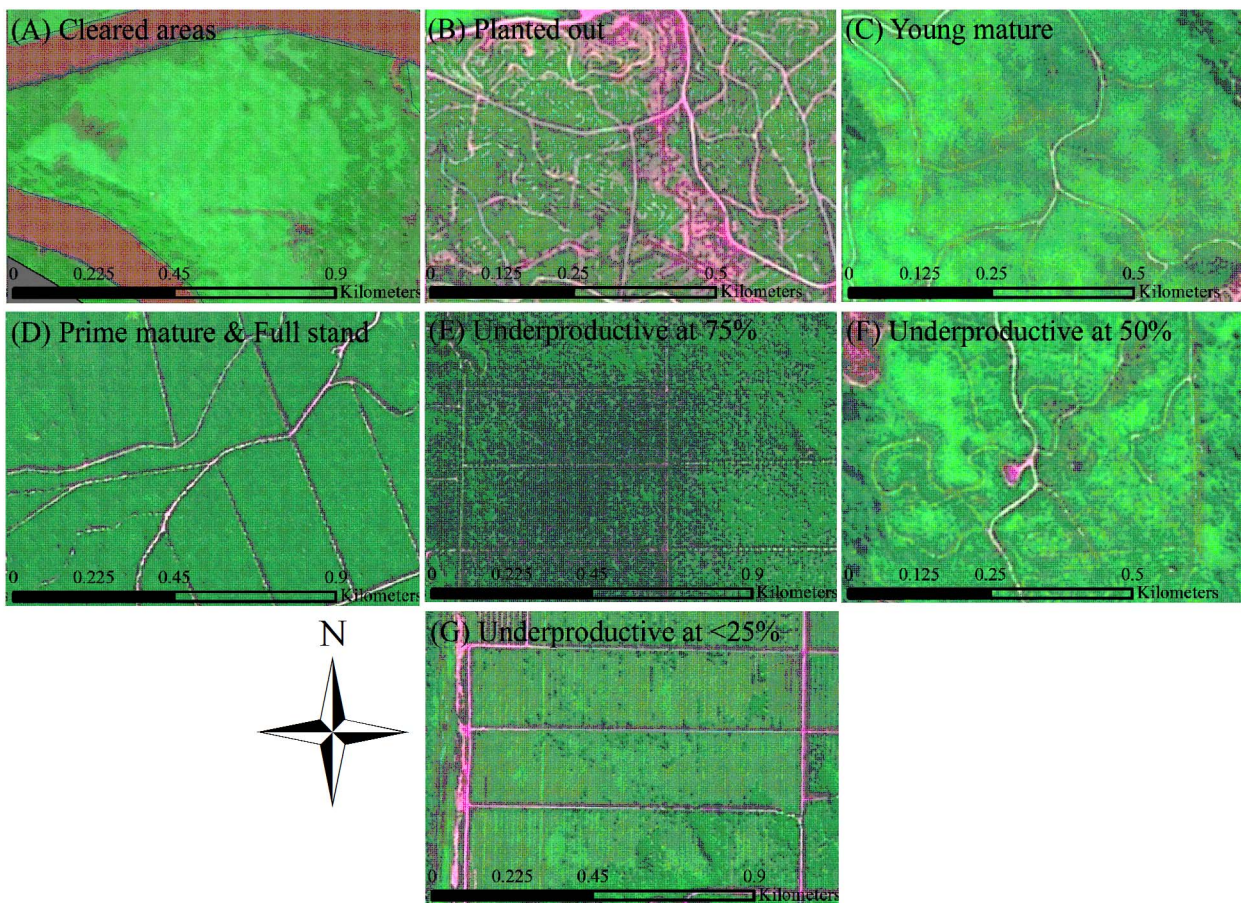 (A) Cleared areas
0 0.225 0.45 0.9
Kilometers
(B) Planted out
0 0.125 0.25 0.5
Kilometers
(C) Young mature
0 0.125 0.25 0.5
Kilometers
(D) Prime mature & Full stand
0 0.225 0.45 0.9
Kilometers
(E) Underproductive at 75%
0 0.225 0.45 0.9
Kilometers
(F) Underproductive at 50%
0 0.125 0.25 0.5
Kilometers
N
(G) Underproductive at <25%
0 0.225 0.45 0.9
Kilometers